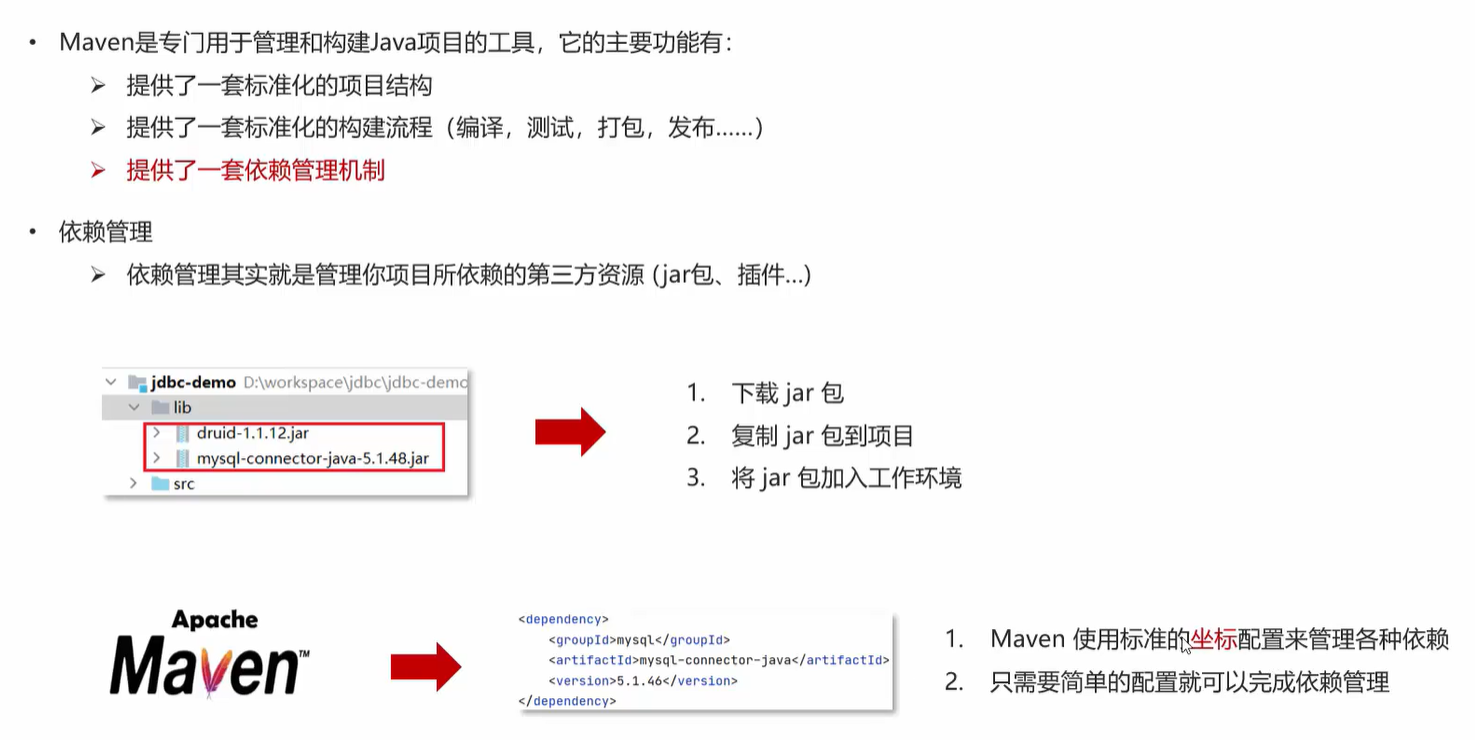 • Maven是专门用于管理和构建Java项目的工具，它的主要功能有：
➢ 提供了一套标准化的项目结构
➢ 提供了一套标准化的构建流程（编译，测试，打包，发布……）
➢ 提供了一套依赖管理机制
• 依赖管理
➢ 依赖管理其实就是管理你项目所依赖的第三方资源 (jar包、插件…)
jdbc-demo D:\workspace\jdbc\jdbc-demo
lib
druid-1.1.12.jar
mysql-connector-java-5.1.48.jar
src
1. 下载 jar 包
2. 复制 jar 包到项目
3. 将 jar 包加入工作环境
Apache
Maven™
<dependency>
<groupId>mysql</groupId>
<artifactId>mysql-connector-java</artifactId>
<version>5.1.46</version>
</dependency>
1. Maven 使用标准的坐标配置来管理各种依赖
2. 只需要简单的配置就可以完成依赖管理